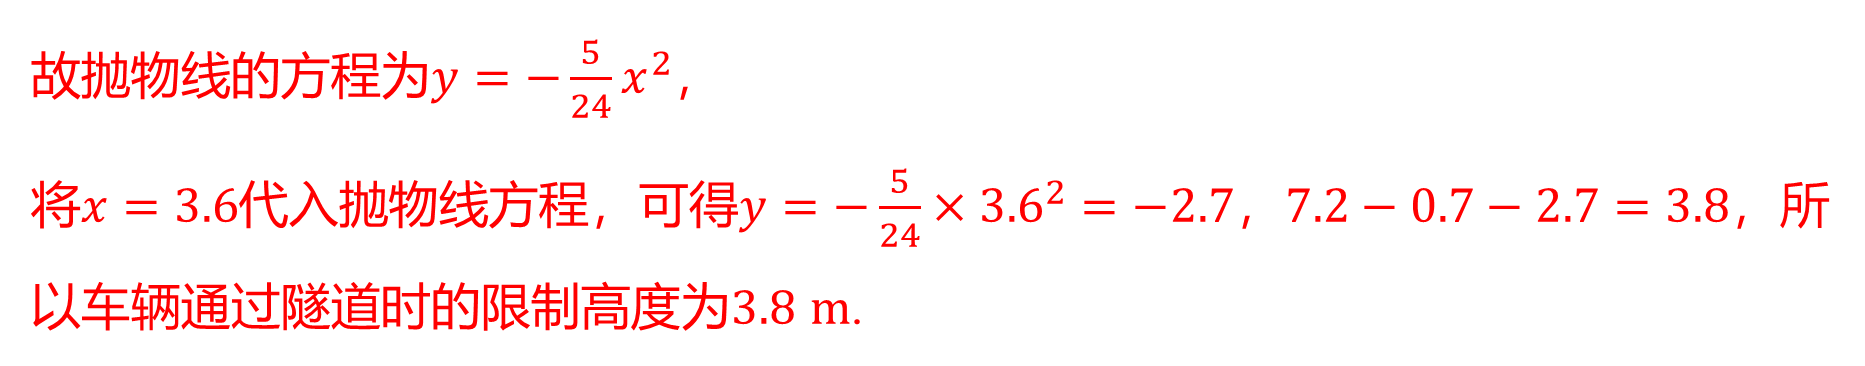 故抛物线的方程为y = −5/24 x²,
将x = 3.6代入抛物线方程，可得y = −5/24 × 3.6² = −2.7，7.2 − 0.7 − 2.7 = 3.8，所
以车辆通过隧道时的限制高度为3.8 m.